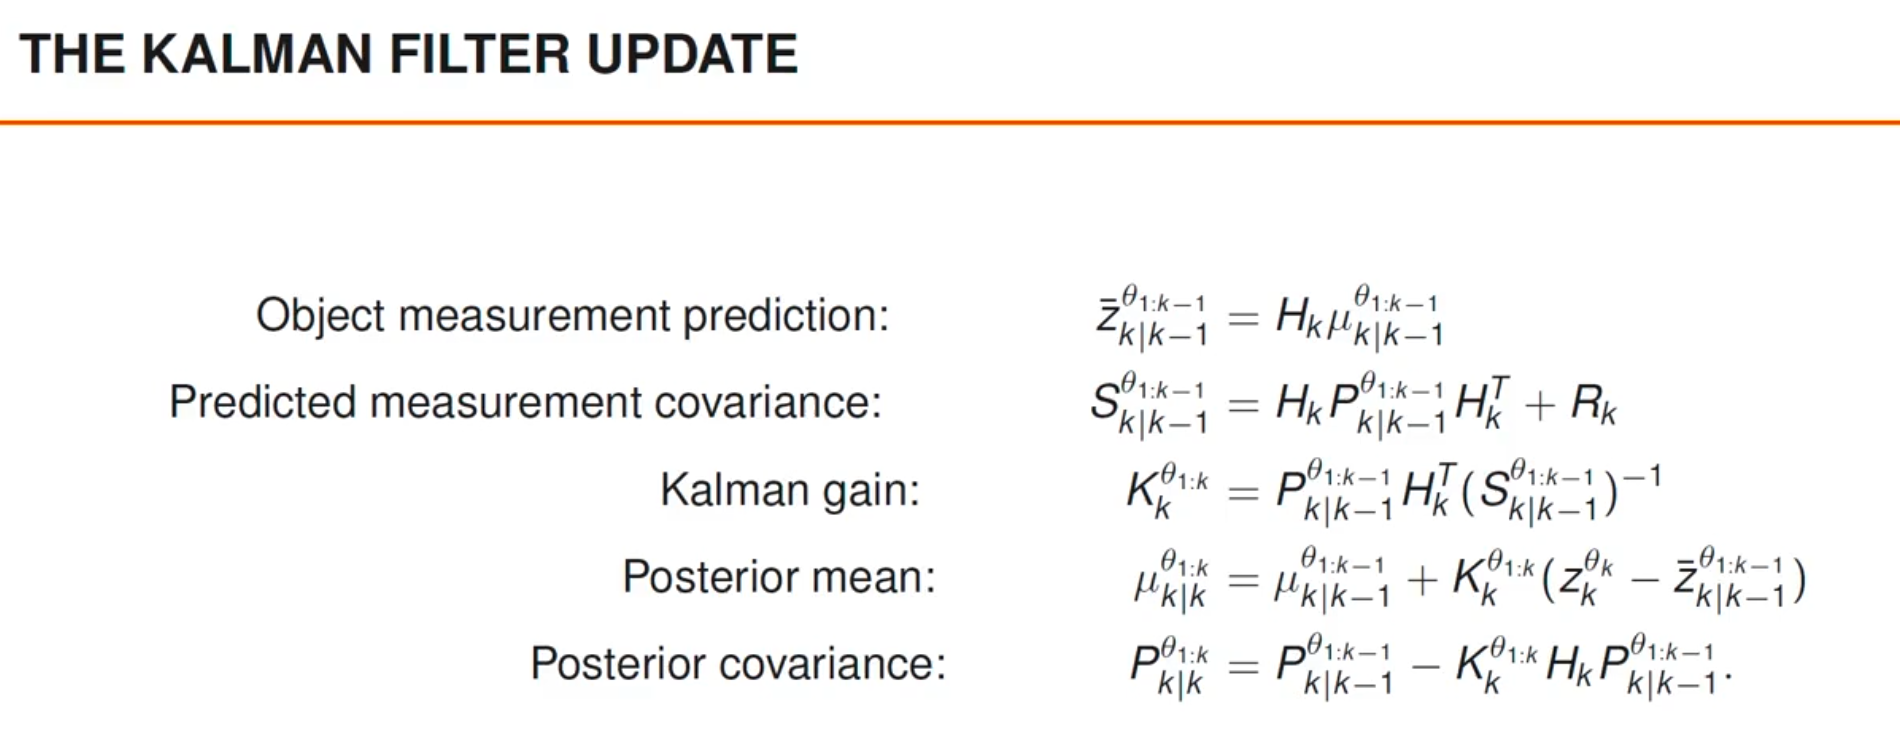 THE KALMAN FILTER UPDATE
Object measurement prediction: $\bar{z}_{k|k-1}^{\theta_{1:k-1}} = H_k \mu_{k|k-1}^{\theta_{1:k-1}}$
Predicted measurement covariance: $S_{k|k-1}^{\theta_{1:k-1}} = H_k P_{k|k-1}^{\theta_{1:k-1}} H_k^T + R_k$
Kalman gain: $K_k^{\theta_{1:k}} = P_{k|k-1}^{\theta_{1:k-1}} H_k^T (S_{k|k-1}^{\theta_{1:k-1}})^{-1}$
Posterior mean: $\mu_{k|k}^{\theta_{1:k}} = \mu_{k|k-1}^{\theta_{1:k-1}} + K_k^{\theta_{1:k}} (z_k^{\theta_k} - \bar{z}_{k|k-1}^{\theta_{1:k-1}})$
Posterior covariance: $P_{k|k}^{\theta_{1:k}} = P_{k|k-1}^{\theta_{1:k-1}} - K_k^{\theta_{1:k}} H_k P_{k|k-1}^{\theta_{1:k-1}}.$